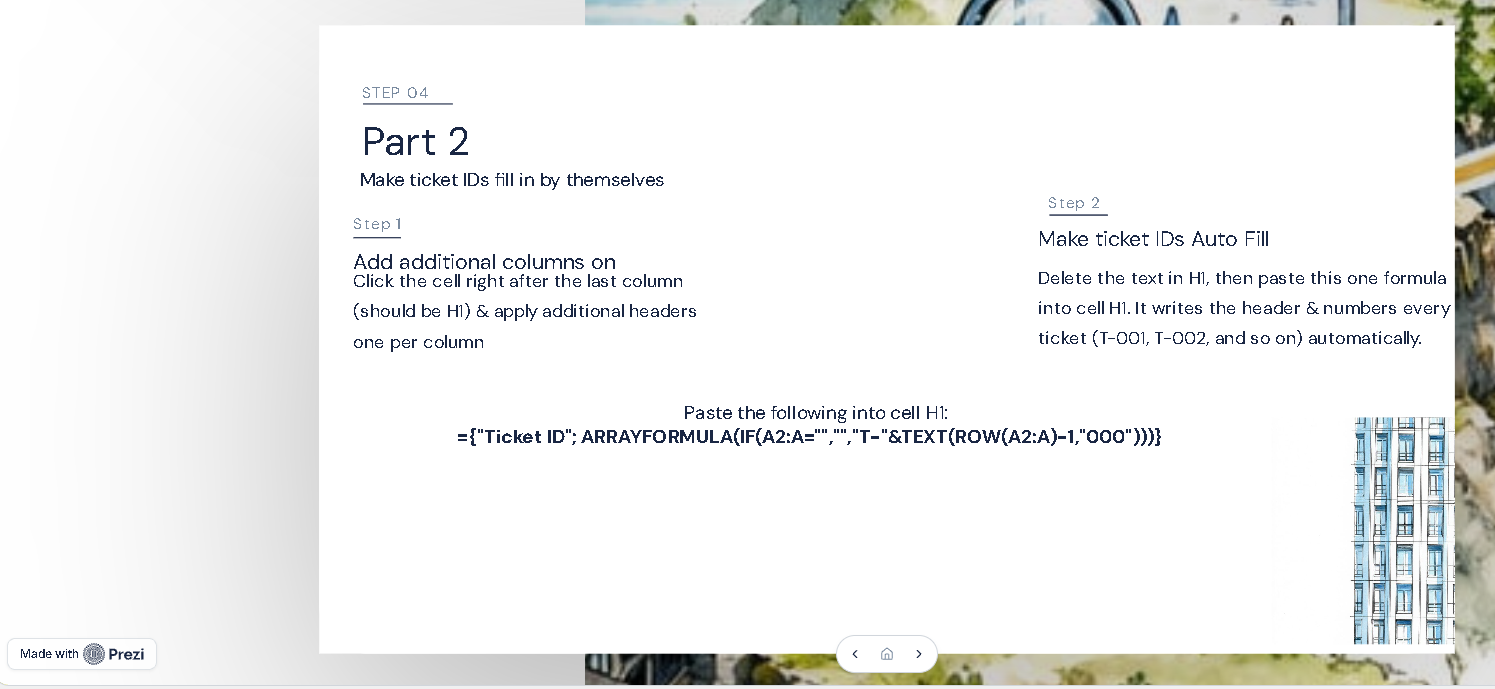 STEP 04
Part 2
Make ticket IDs fill in by themselves
Step 1
Add additional columns on
Click the cell right after the last column
(should be H1) & apply additional headers
one per column
Step 2
Make ticket IDs Auto Fill
Delete the text in H1, then paste this one formula
into cell H1. It writes the header & numbers every
ticket (T-001, T-002, and so on) automatically.
Paste the following into cell H1:
={"Ticket ID"; ARRAYFORMULA(IF(A2:A="","","T-"&TEXT(ROW(A2:A)-1,"000")))}
Made with Prezi